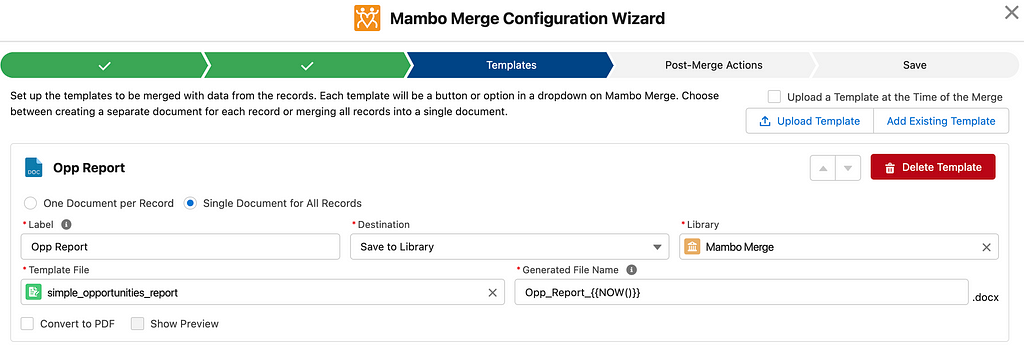 Mambo Merge Configuration Wizard
Templates
Post-Merge Actions
Save
Set up the templates to be merged with data from the records. Each template will be a button or option in a dropdown on Mambo Merge. Choose
between creating a separate document for each record or merging all records into a single document.
Upload a Template at the Time of the Merge
Upload Template
Add Existing Template
DOC
Opp Report
Delete Template
One Document per Record
Single Document for All Records
* Label
* Destination
* Library
Opp Report
Save to Library
Mambo Merge
* Template File
* Generated File Name
simple_opportunities_report
Opp_Report_{{NOW()}}
.docx
Convert to PDF
Show Preview